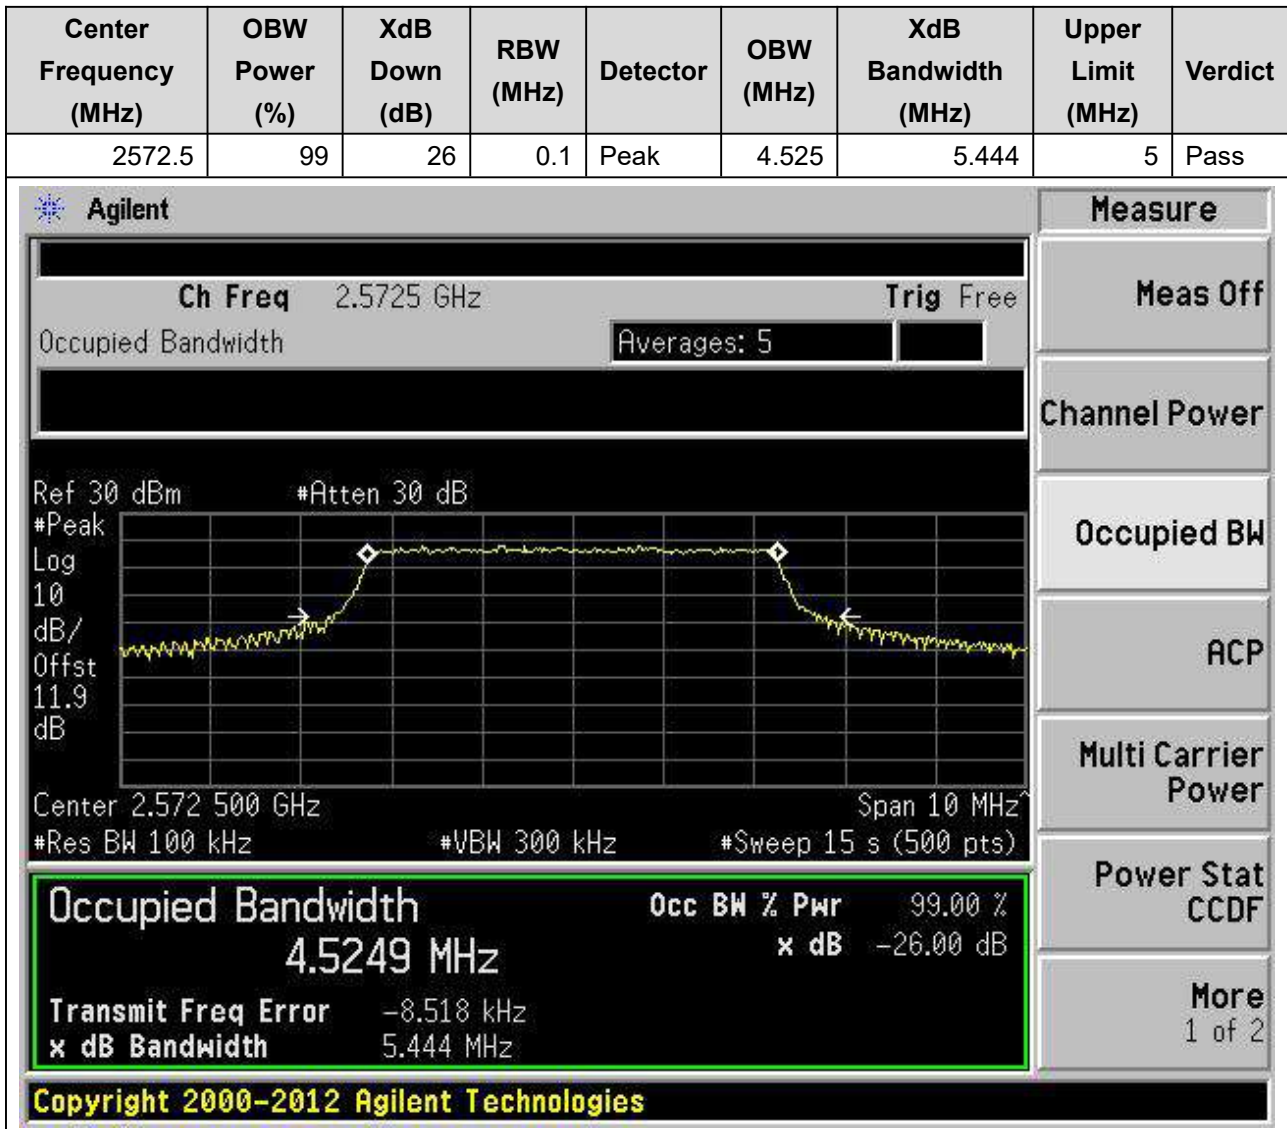 Center Frequency (MHz) OBW Power (%) XdB Down (dB) RBW (MHz) Detector OBW (MHz) XdB Bandwidth (MHz) Upper Limit (MHz) Verdict
2572.5 99 26 0.1 Peak 4.525 5.444 5 Pass
Agilent
Measure
Ch Freq 2.5725 GHz Trig Free
Meas Off
Occupied Bandwidth Averages: 5
Channel Power
Ref 30 dBm #Atten 30 dB
#Peak
Log
10
dB/
Offst
11.9
dB
Occupied BW
ACP
Multi Carrier
Power
Center 2.572 500 GHz Span 10 MHz^
#Res BW 100 kHz #VBW 300 kHz #Sweep 15 s (500 pts)
Power Stat
CCDF
Occupied Bandwidth Occ BW % Pwr 99.00 %
4.5249 MHz x dB -26.00 dB
Transmit Freq Error -8.518 kHz
x dB Bandwidth 5.444 MHz
More
1 of 2
Copyright 2000-2012 Agilent Technologies